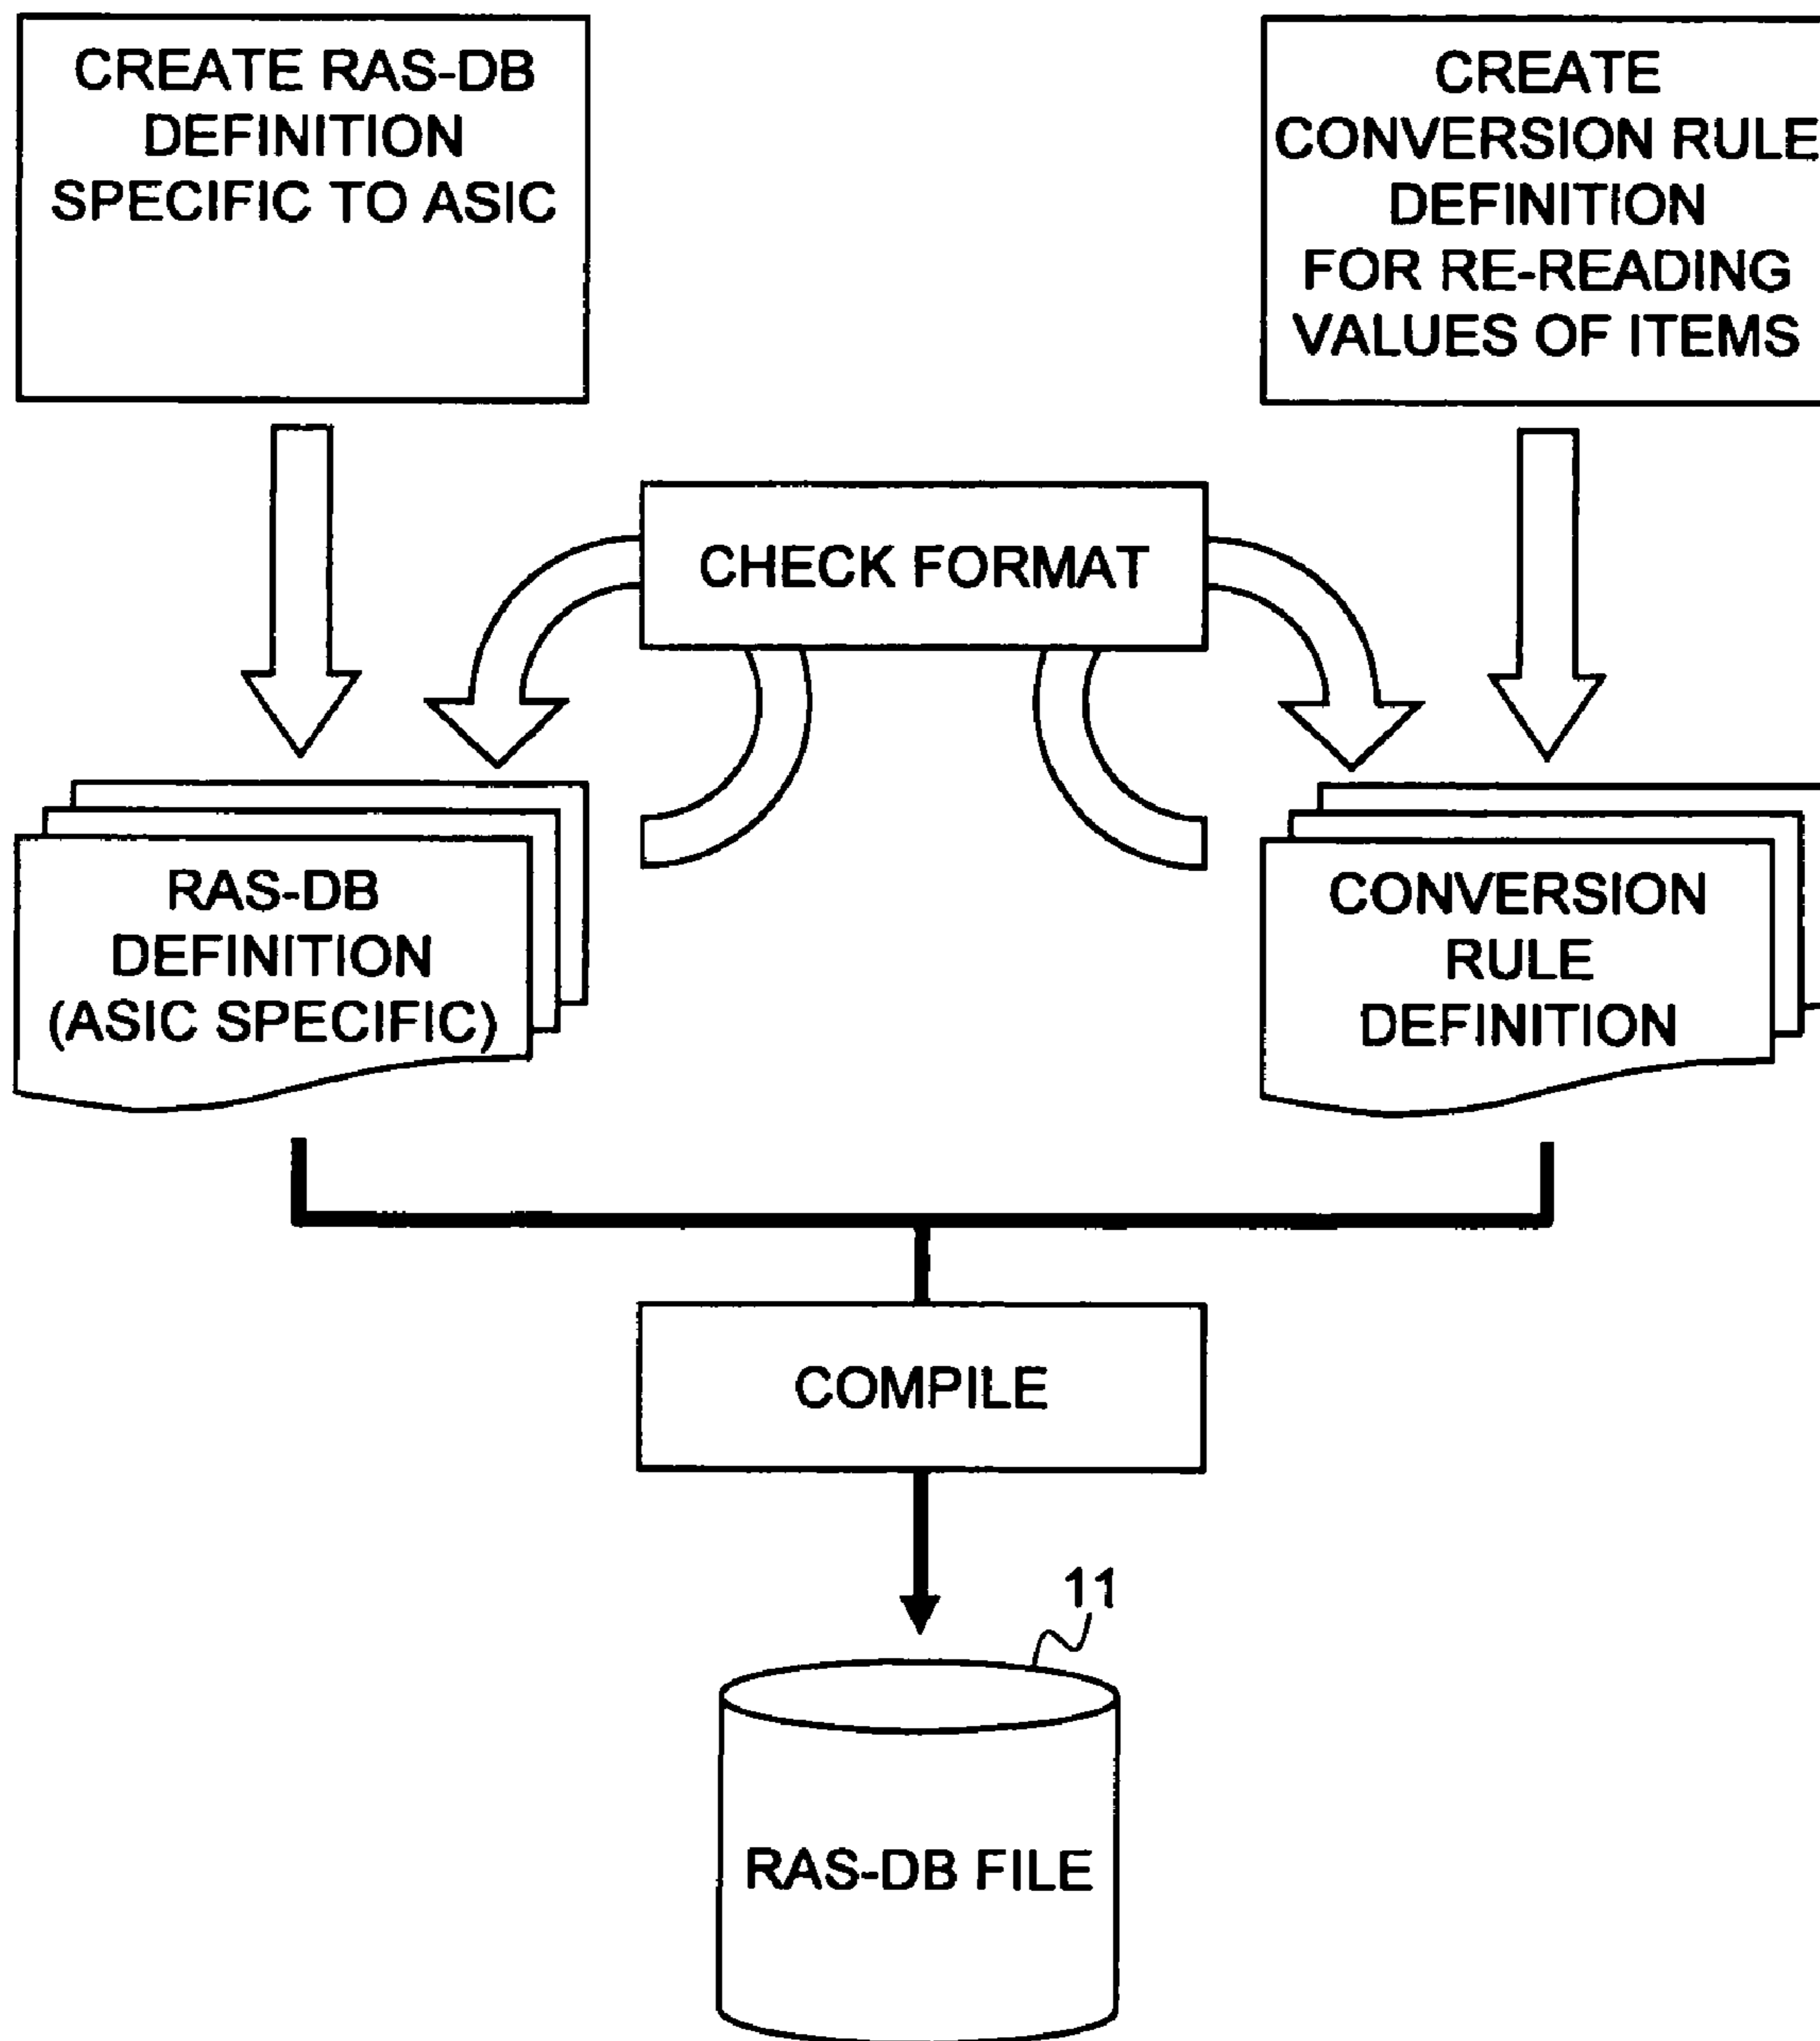 CREATE RAS-DB
DEFINITION
SPECIFIC TO ASIC
CREATE
CONVERSION RULE
DEFINITION
FOR RE-READING
VALUES OF ITEMS
CHECK FORMAT
RAS-DB
DEFINITION
(ASIC SPECIFIC)
CONVERSION
RULE
DEFINITION
COMPILE
11
RAS-DB FILE